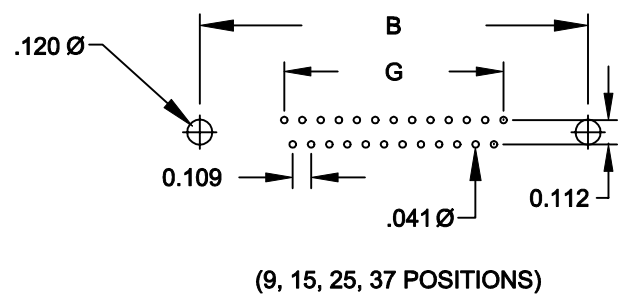 B
.120 Ø
G
0.109
.041 Ø
0.112
(9, 15, 25, 37 POSITIONS)